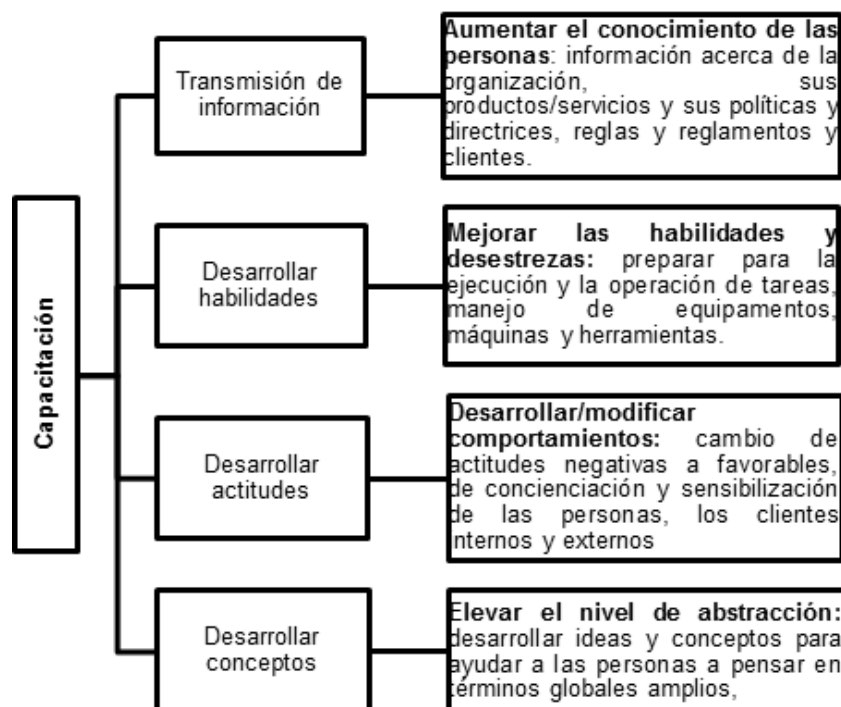 Capacitación
Transmisión de
información
Aumentar el conocimiento de las
personas: información acerca de la
organización, sus
productos/servicios y sus políticas y
directrices, reglas y reglamentos y
clientes.
Desarrollar
habilidades
Mejorar las habilidades y
desestrezas: preparar para la
ejecución y la operación de tareas,
manejo de equipamentos,
máquinas y herramientas.
Desarrollar
actitudes
Desarrollar/modificar
comportamientos: cambio de
actitudes negativas a favorables,
de concienciación y sensibilización
de las personas, los clientes
internos y externos
Desarrollar
conceptos
Elevar el nivel de abstracción:
desarrollar ideas y conceptos para
ayudar a las personas a pensar en
términos globales amplios,